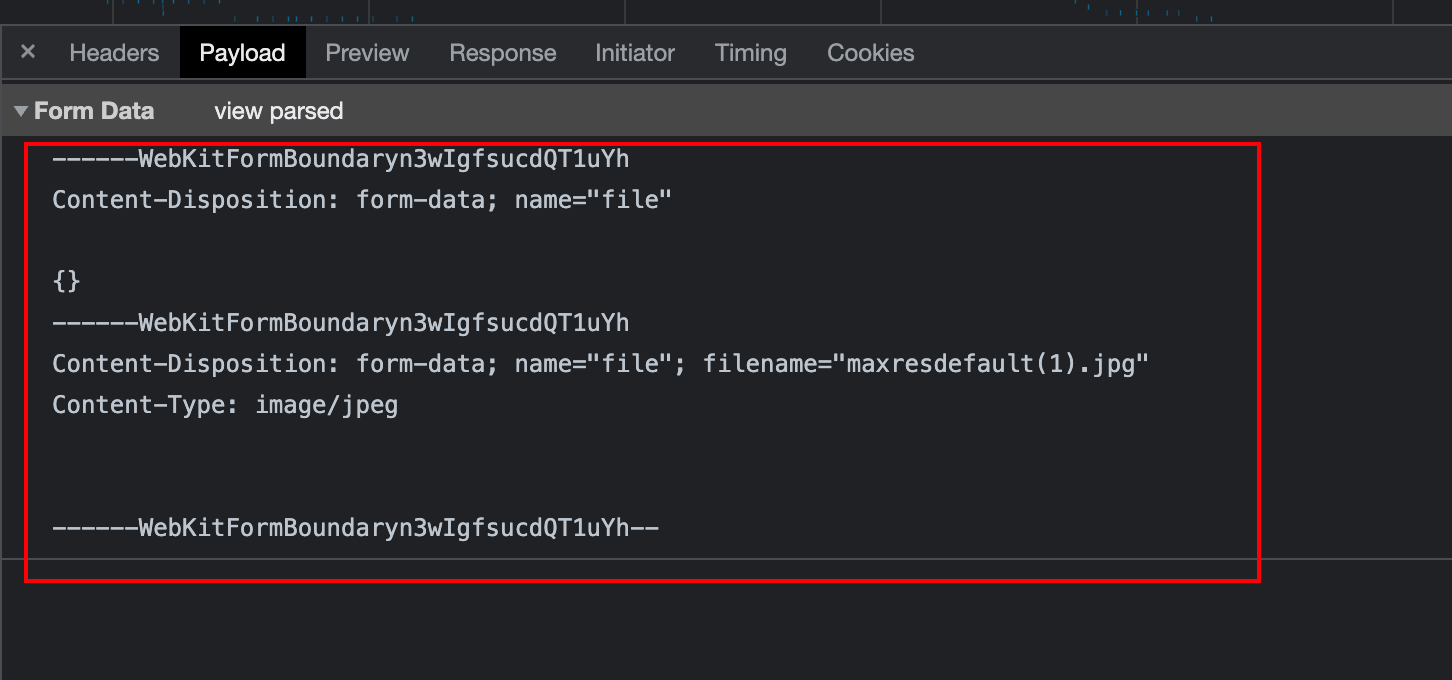 × Headers Payload Preview Response Initiator Timing Cookies
▼ Form Data view parsed
------WebKitFormBoundaryn3wIgfsucdQT1uYh
Content-Disposition: form-data; name="file"
{}
------WebKitFormBoundaryn3wIgfsucdQT1uYh
Content-Disposition: form-data; name="file"; filename="maxresdefault(1).jpg"
Content-Type: image/jpeg
------WebKitFormBoundaryn3wIgfsucdQT1uYh--